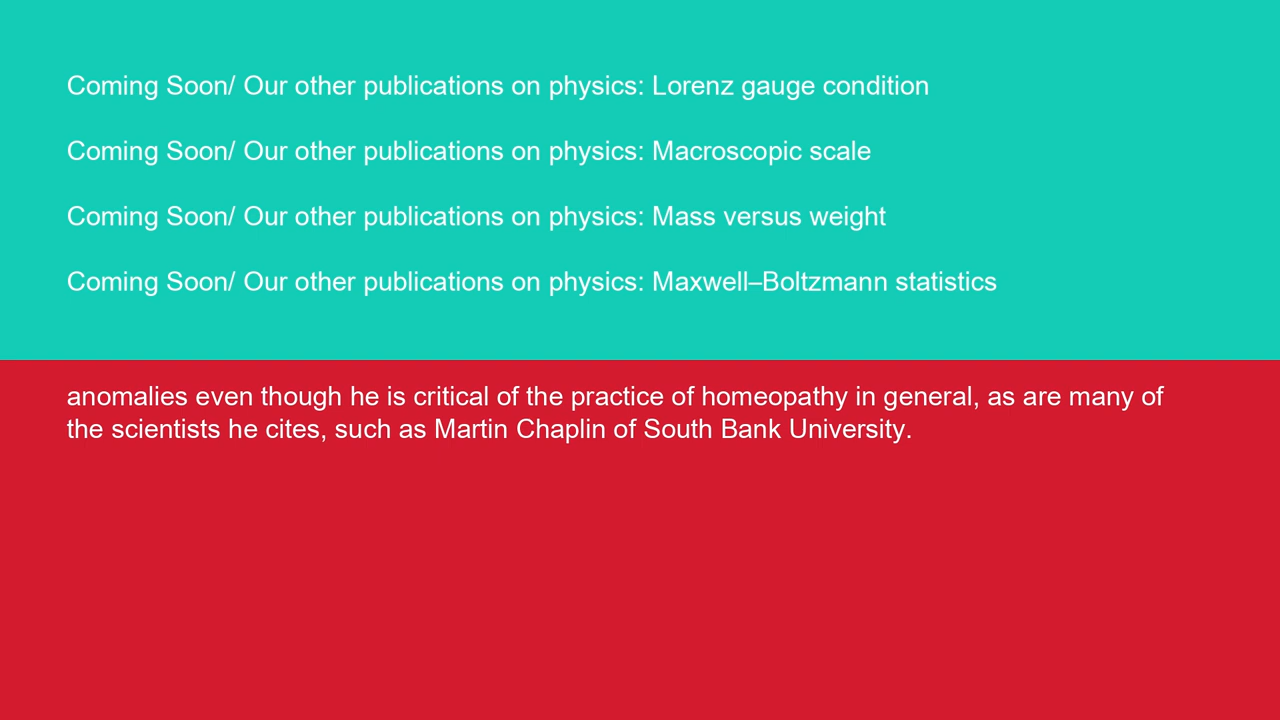 Coming Soon/ Our other publications on physics: Lorenz gauge condition
Coming Soon/ Our other publications on physics: Macroscopic scale
Coming Soon/ Our other publications on physics: Mass versus weight
Coming Soon/ Our other publications on physics: Maxwell–Boltzmann statistics
anomalies even though he is critical of the practice of homeopathy in general, as are many of
the scientists he cites, such as Martin Chaplin of South Bank University.